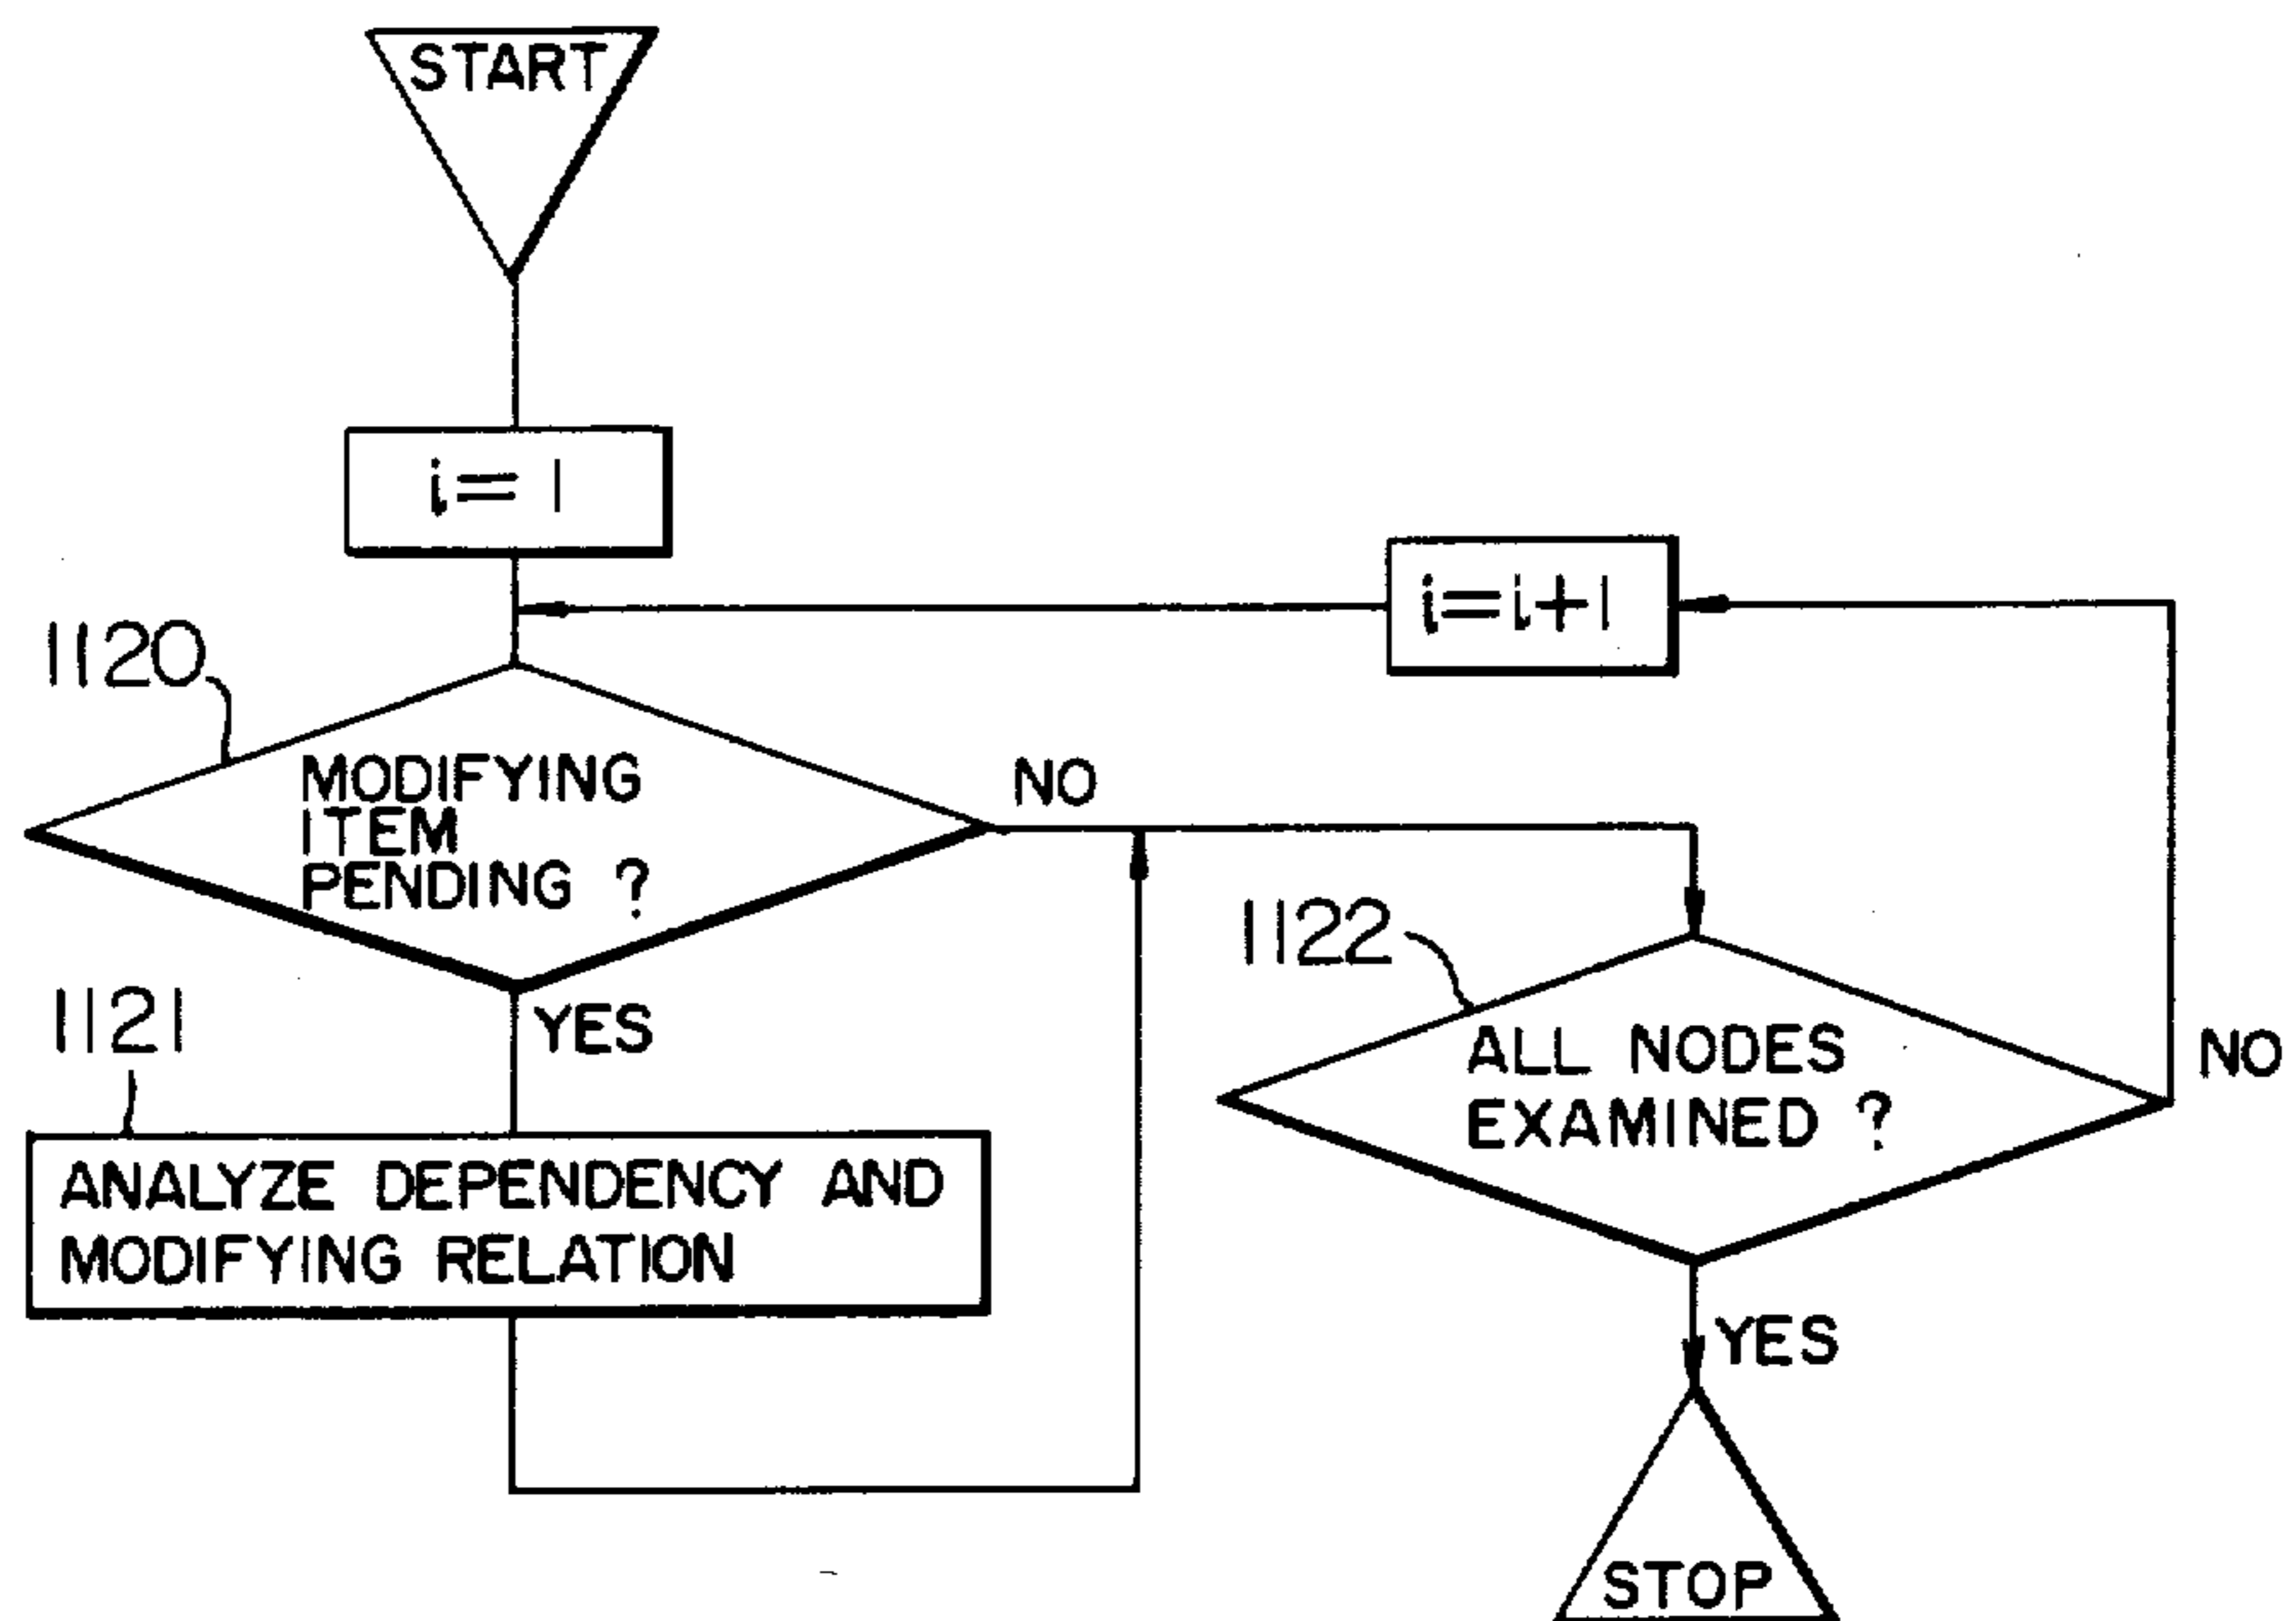 START
i= 1
i=i+1
1120
MODIFYING
ITEM
PENDING ?
NO
YES
1121
ANALYZE DEPENDENCY AND
MODIFYING RELATION
1122
ALL NODES
EXAMINED ?
NO
YES
STOP